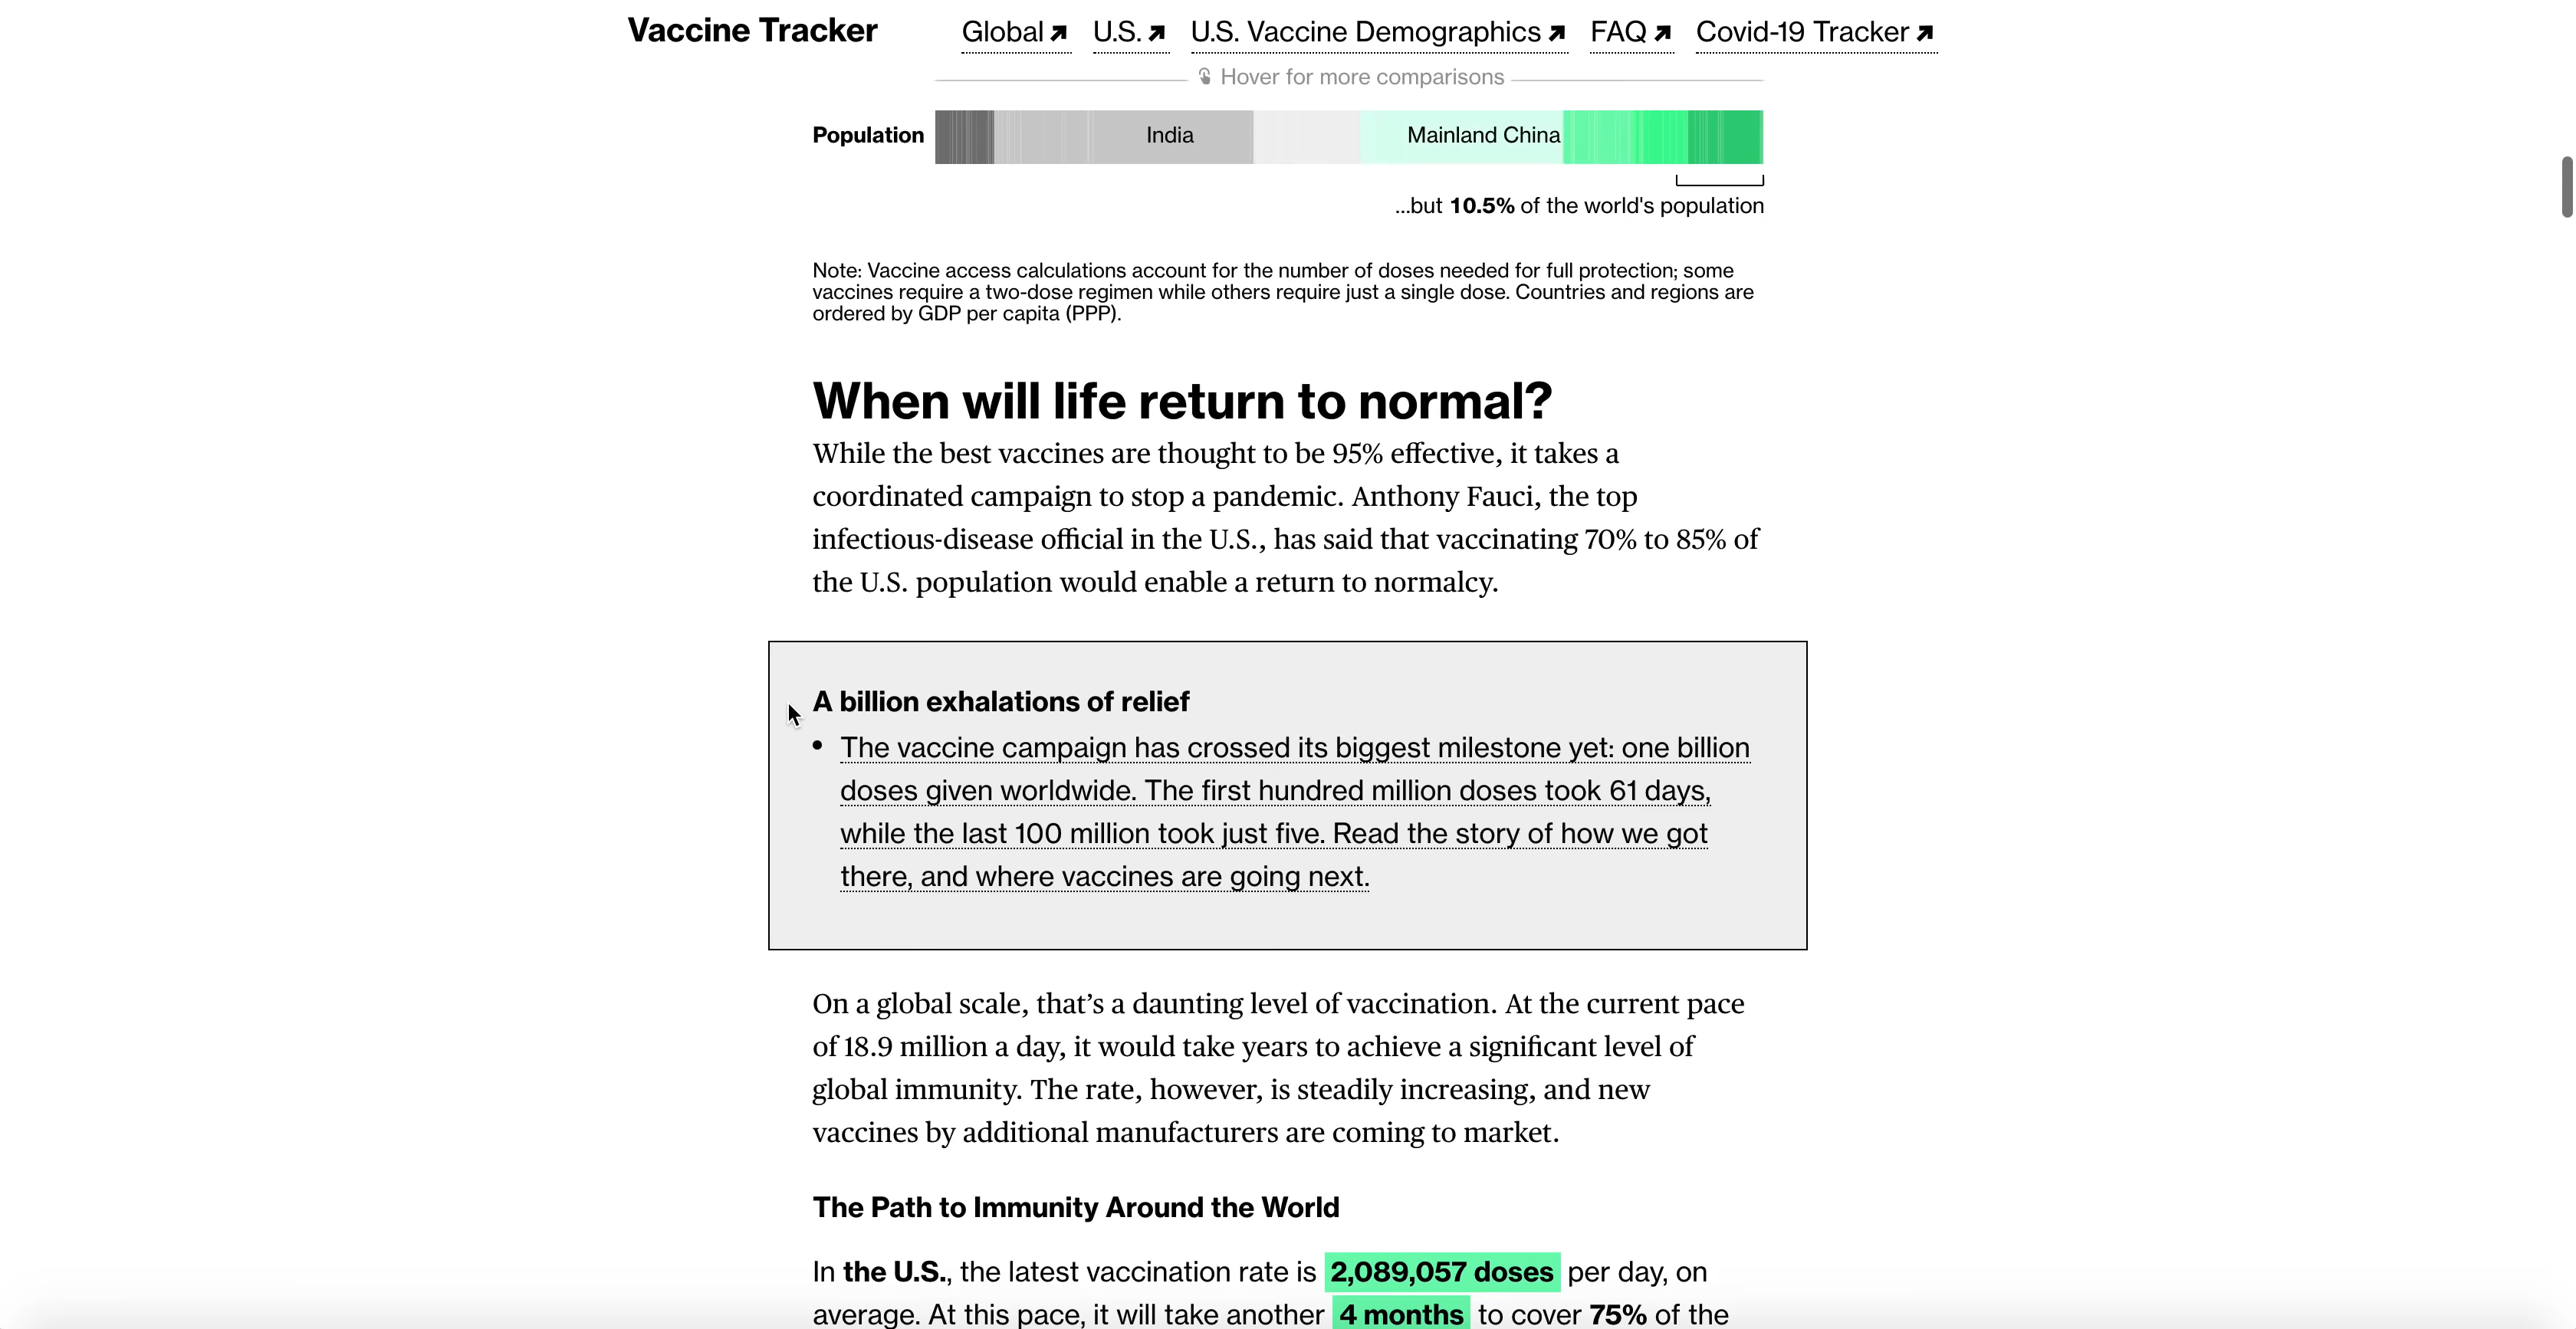 Vaccine Tracker Global U.S. U.S. Vaccine Demographics FAQ Covid-19 Tracker
Hover for more comparisons
Population India Mainland China
...but 10.5% of the world's population
Note: Vaccine access calculations account for the number of doses needed for full protection; some
vaccines require a two-dose regimen while others require just a single dose. Countries and regions are
ordered by GDP per capita (PPP).
When will life return to normal?
While the best vaccines are thought to be 95% effective, it takes a
coordinated campaign to stop a pandemic. Anthony Fauci, the top
infectious-disease official in the U.S., has said that vaccinating 70% to 85% of
the U.S. population would enable a return to normalcy.
A billion exhalations of relief
• The vaccine campaign has crossed its biggest milestone yet: one billion
doses given worldwide. The first hundred million doses took 61 days,
while the last 100 million took just five. Read the story of how we got
there, and where vaccines are going next.
On a global scale, that’s a daunting level of vaccination. At the current pace
of 18.9 million a day, it would take years to achieve a significant level of
global immunity. The rate, however, is steadily increasing, and new
vaccines by additional manufacturers are coming to market.
The Path to Immunity Around the World
In the U.S., the latest vaccination rate is 2,089,057 doses per day, on
average. At this pace, it will take another 4 months to cover 75% of the